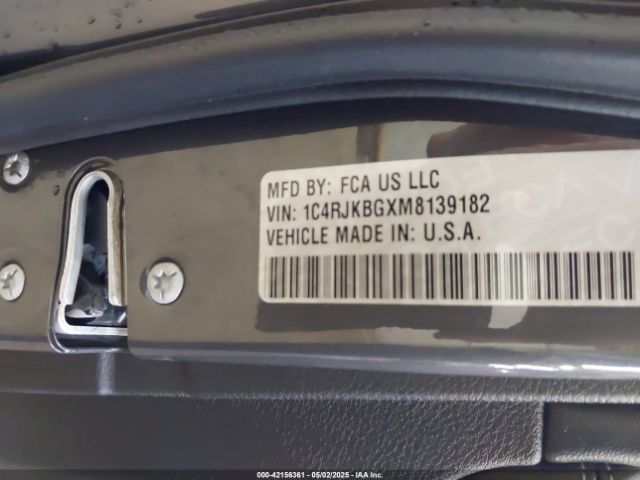 MFD BY: FCA US LLC
VIN: 1C4RJKBGXM8139182
VEHICLE MADE IN: U.S.A.
000-42156361 - 05/02/2025 - IAA Inc.